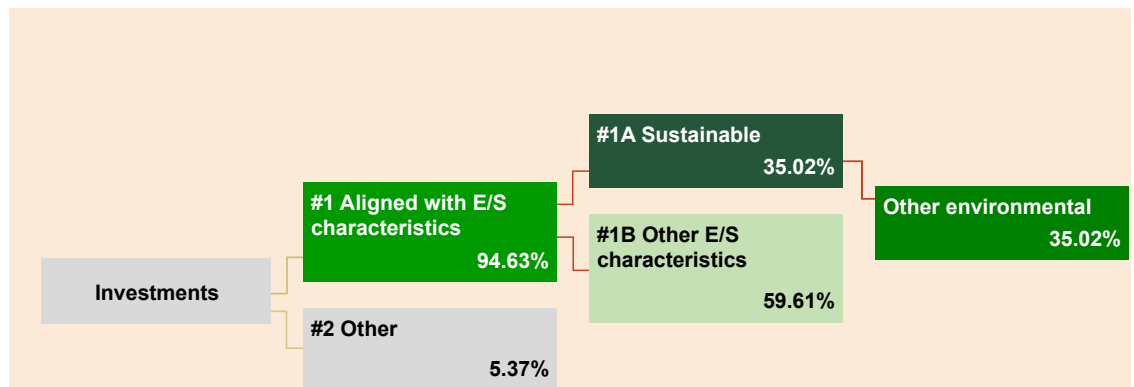 Investments
#1 Aligned with E/S
characteristics
94.63%
#2 Other
5.37%
#1A Sustainable
35.02%
#1B Other E/S
characteristics
59.61%
Other environmental
35.02%